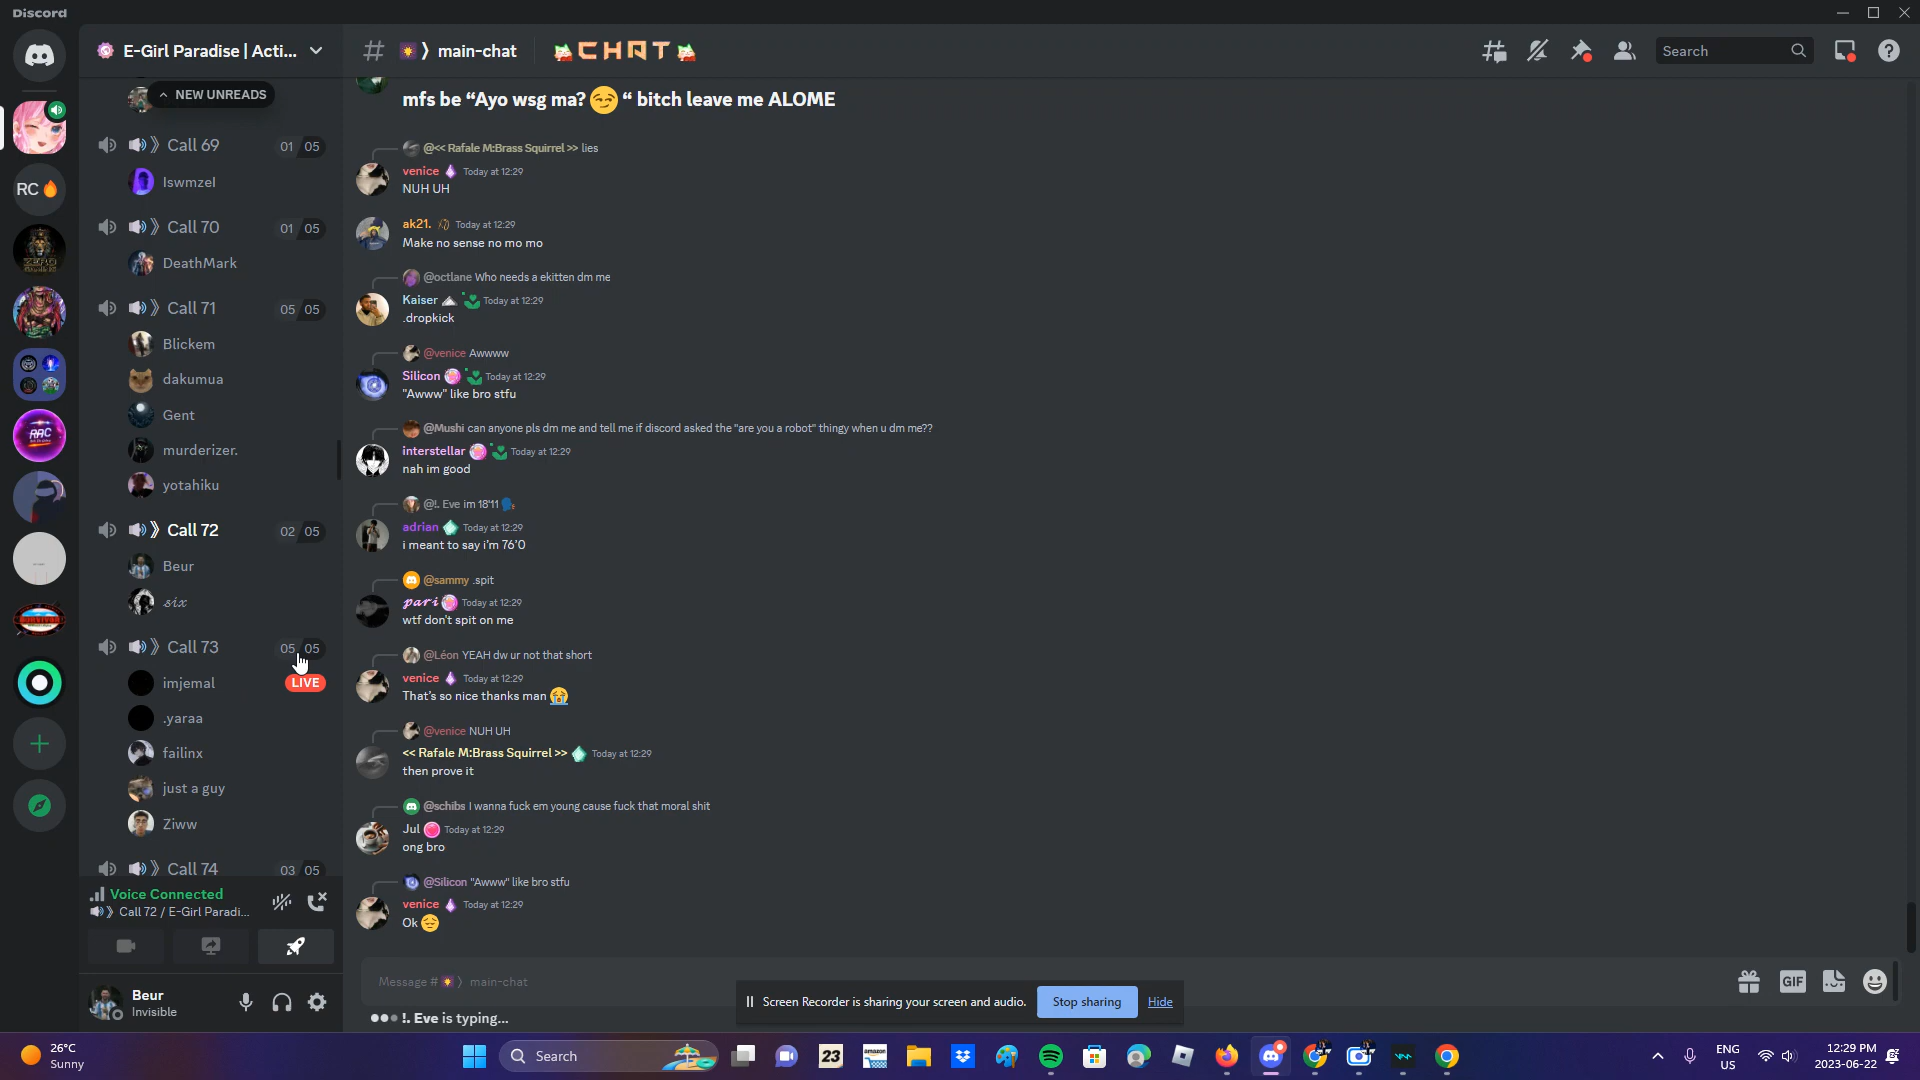 Discord
E-Girl Paradise | Acti...
main-chat
CHAT
Search
NEW UNREADS
Call 69
01 05
Iswmzel
Call 70
01 05
DeathMark
Call 71
05 05
Blickem
dakumua
Gent
murderizer.
yotahiku
Call 72
02 05
Beur
six
Call 73
05 05
imjemal
LIVE
.yaraa
failinx
just a guy
Ziww
Call 74
03 05
Voice Connected
Call 72 / E-Girl Paradi...
Beur
Invisible
RC
RRC
mfs be “Ayo wsg ma? 😏 “ bitch leave me ALOME
@<< Rafale M:Brass Squirrel >> lies
venice Today at 12:29
NUH UH
ak21. Today at 12:29
Make no sense no mo mo
@octlane Who needs a ekitten dm me
Kaiser Today at 12:29
.dropkick
@venice Awwww
Silicon Today at 12:29
"Awww" like bro stfu
@Mushi can anyone pls dm me and tell me if discord asked the "are you a robot" thingy when u dm me??
interstellar Today at 12:29
nah im good
@!. Eve im 18'11 🗣
adrian Today at 12:29
i meant to say i’m 76’0
@sammy .spit
pari Today at 12:29
wtf don't spit on me
@Léon YEAH dw ur not that short
venice Today at 12:29
That’s so nice thanks man 😭
@venice NUH UH
<< Rafale M:Brass Squirrel >> Today at 12:29
then prove it
@schibs I wanna fuck em young cause fuck that moral shit
Jul Today at 12:29
ong bro
@Silicon "Awww" like bro stfu
venice Today at 12:29
Ok 😔
Message # main-chat
GIF
Screen Recorder is sharing your screen and audio.
Stop sharing
Hide
!. Eve is typing...
26°C
Sunny
Search
23
amazon
ENG
US
12:29 PM
2023-06-22